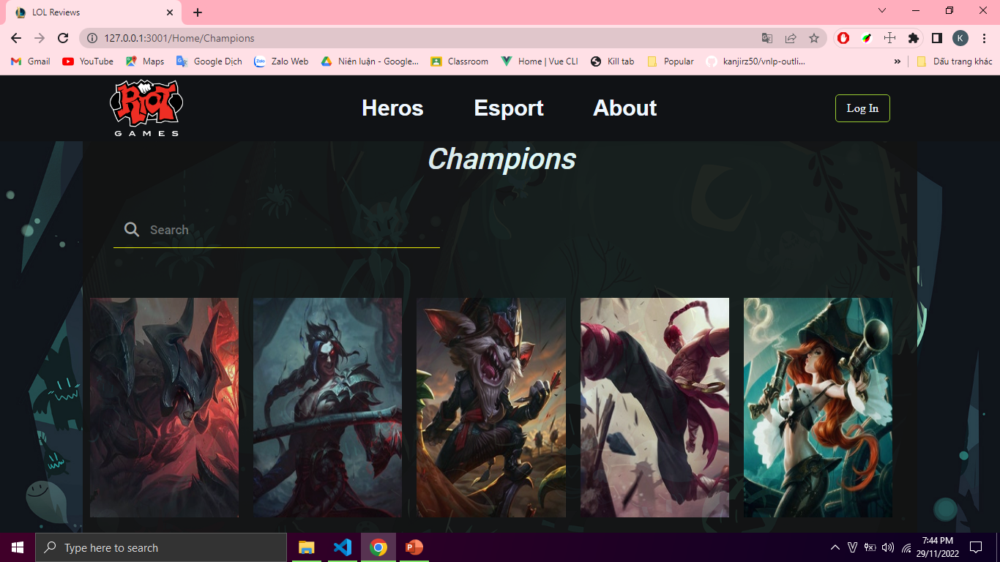 LOL Reviews
127.0.0.1:3001/Home/Champions
K
Gmail YouTube Maps Google Dịch Zalo Web Niên luận - Google... Classroom Home | Vue CLI Kill tab Popular kanjirz50/vnlp-outli... » Dấu trang khác
RIOT
GAMES
Heros Esport About Log In
Champions
Search
Type here to search
7:44 PM
29/11/2022